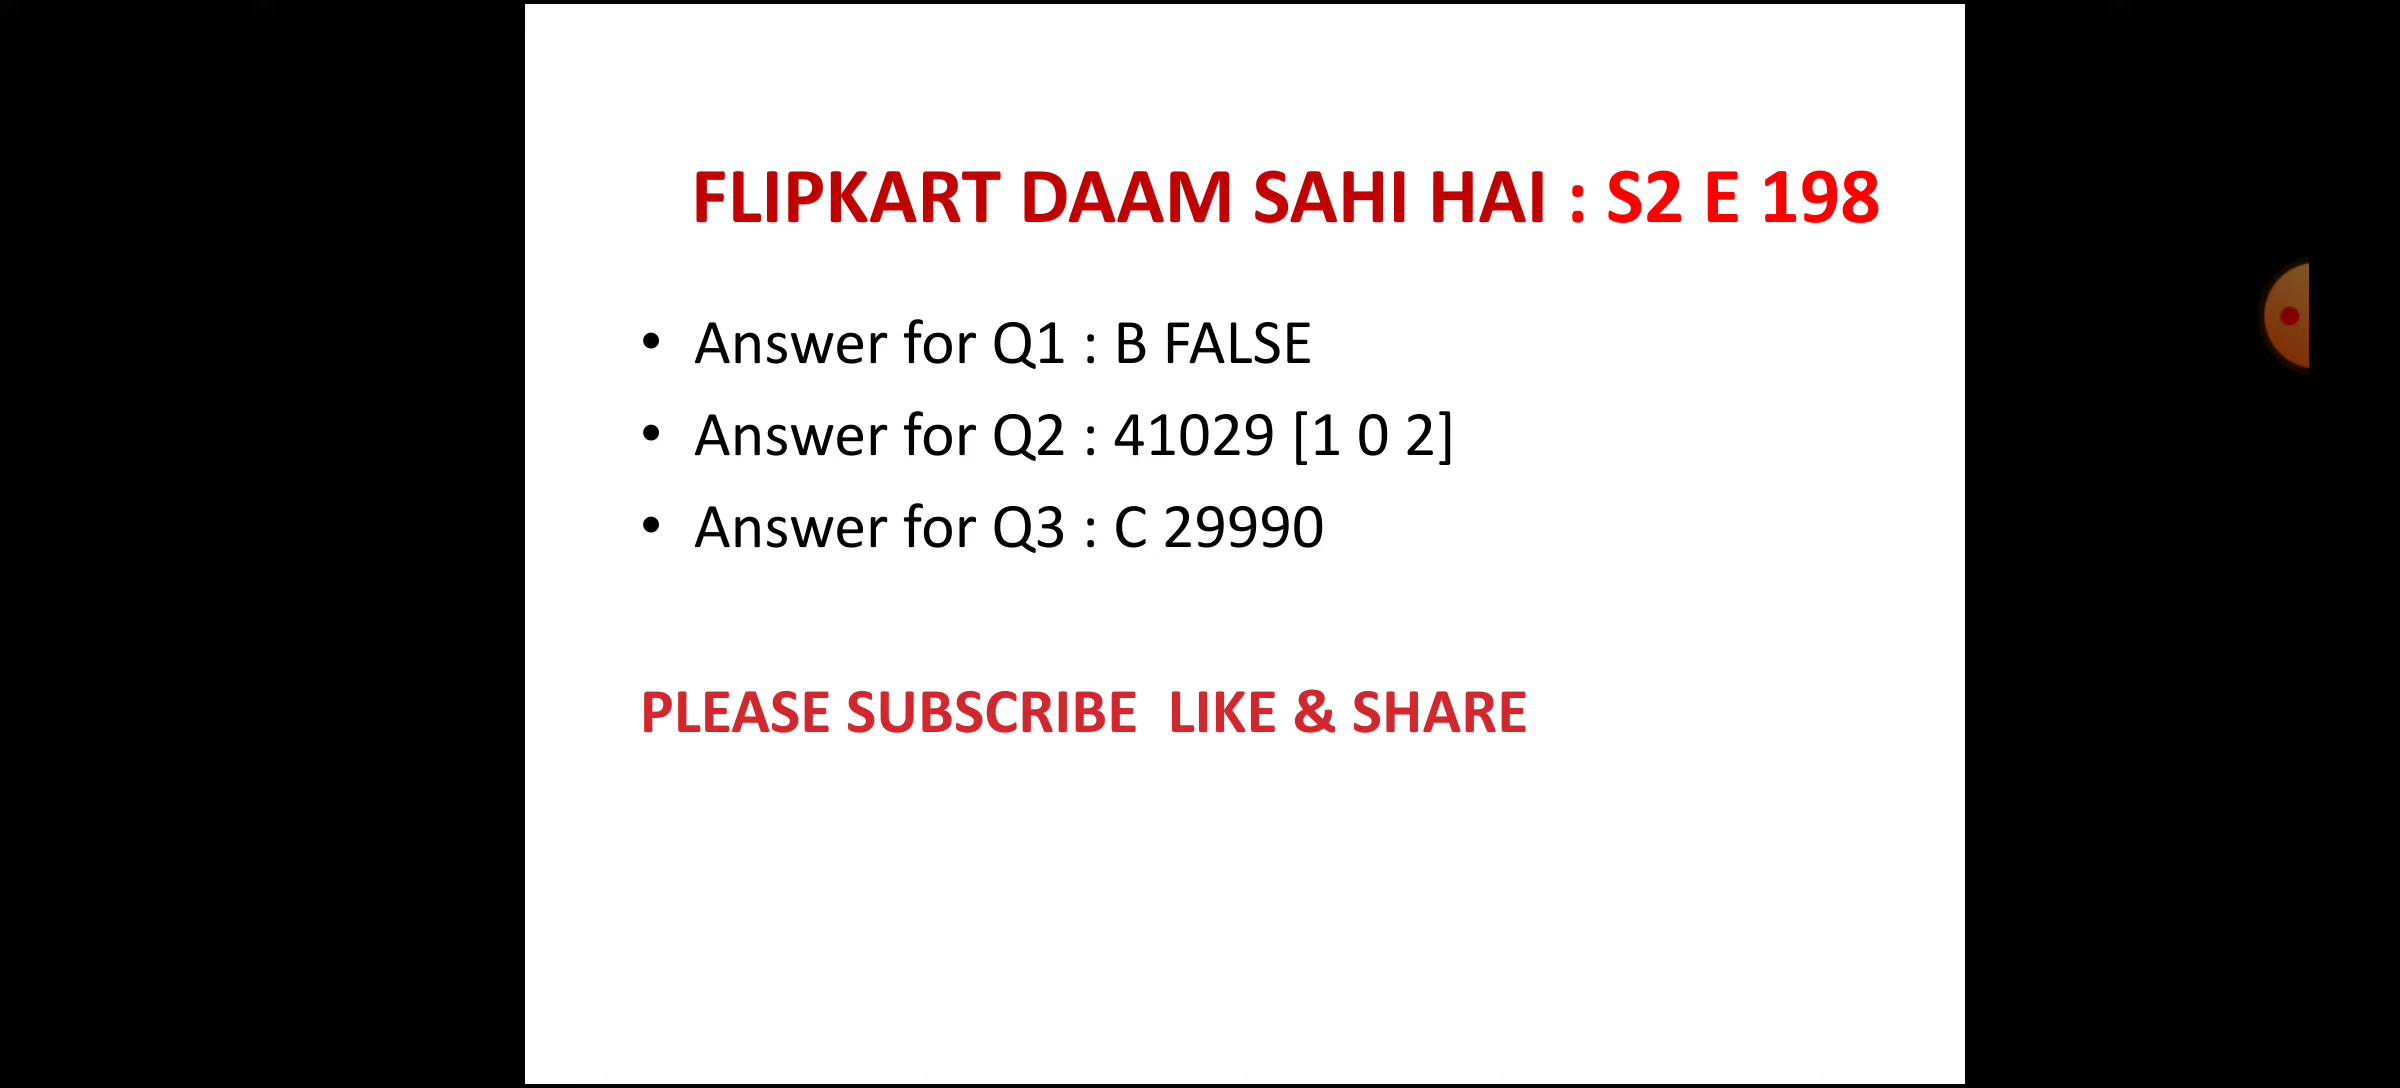 FLIPKART DAAM SAHI HAI : S2 E 198
• Answer for Q1 : B FALSE
• Answer for Q2 : 41029 [1 0 2]
• Answer for Q3 : C 29990
PLEASE SUBSCRIBE  LIKE & SHARE